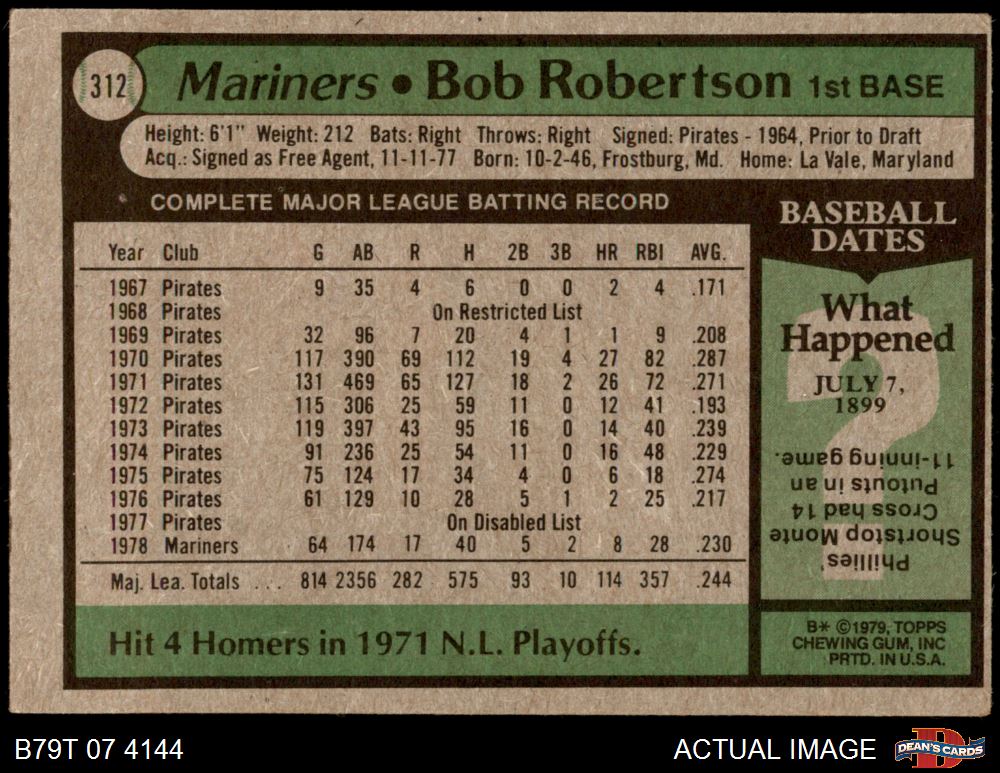 312
Mariners • Bob Robertson 1st BASE
Height: 6'1" Weight: 212 Bats: Right Throws: Right Signed: Pirates - 1964, Prior to Draft
Acq.: Signed as Free Agent, 11-11-77 Born: 10-2-46, Frostburg, Md. Home: La Vale, Maryland
COMPLETE MAJOR LEAGUE BATTING RECORD
Year Club G AB R H 2B 3B HR RBI AVG.
1967 Pirates 9 35 4 6 0 0 2 4 .171
1968 Pirates On Restricted List
1969 Pirates 32 96 7 20 4 1 1 9 .208
1970 Pirates 117 390 69 112 19 4 27 82 .287
1971 Pirates 131 469 65 127 18 2 26 72 .271
1972 Pirates 115 306 25 59 11 0 12 41 .193
1973 Pirates 119 397 43 95 16 0 14 40 .239
1974 Pirates 91 236 25 54 11 0 16 48 .229
1975 Pirates 75 124 17 34 4 0 6 18 .274
1976 Pirates 61 129 10 28 5 1 2 25 .217
1977 Pirates On Disabled List
1978 Mariners 64 174 17 40 5 2 8 28 .230
Maj. Lea. Totals . . . 814 2356 282 575 93 10 114 357 .244
Hit 4 Homers in 1971 N.L. Playoffs.
BASEBALL
DATES
What
Happened
JULY 7,
1899
?
Phillies'
Shortstop Monte
Cross had 14
Putouts in an
11-inning game.
B* ©1979, TOPPS
CHEWING GUM, INC
PRTD. IN U.S.A.
B79T 07 4144
ACTUAL IMAGE
D
DEAN'S CARDS